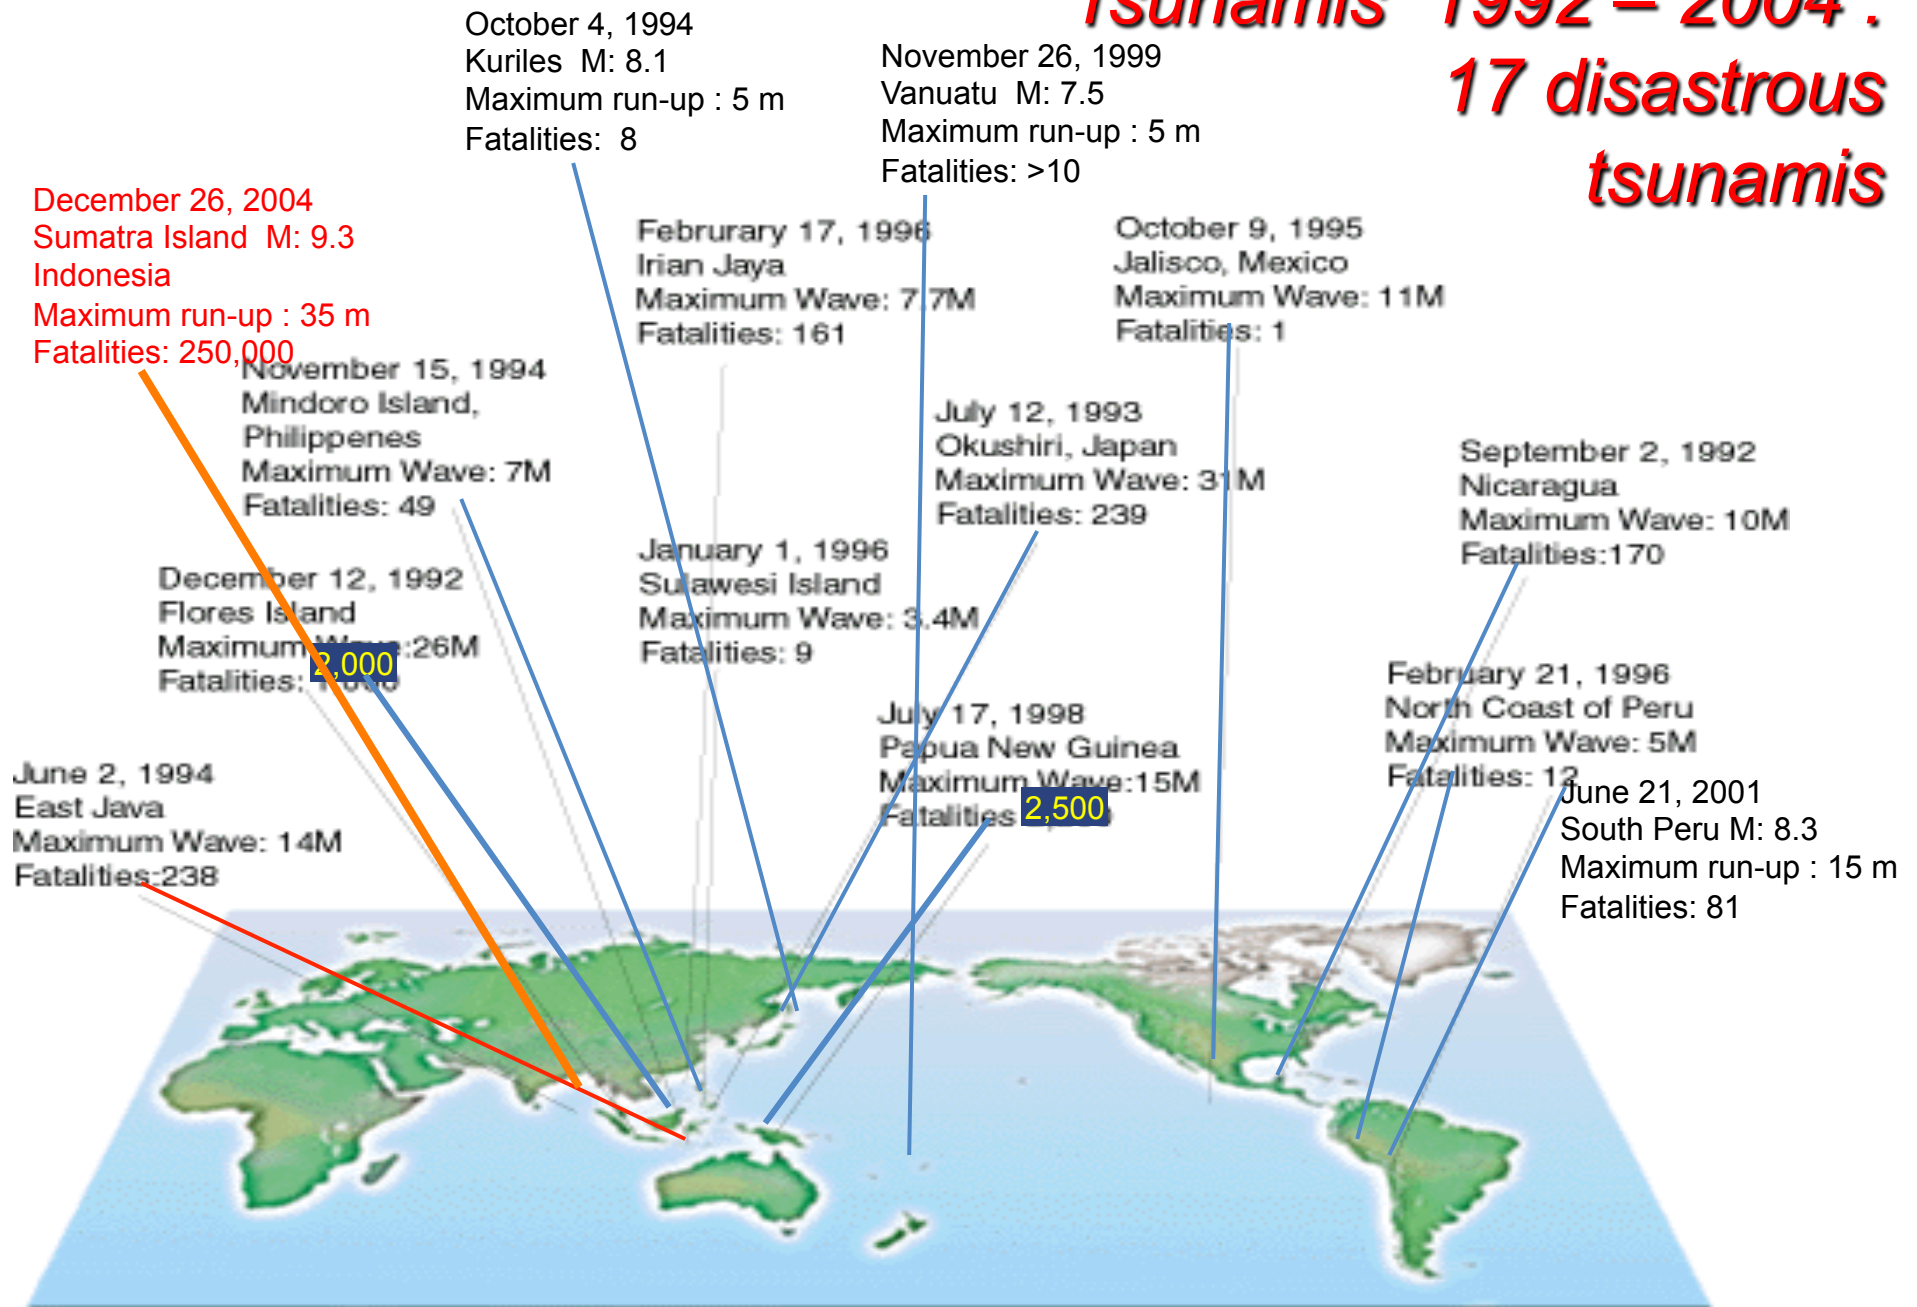 Tsunamis 1992 – 2004 :
17 disastrous
tsunamis
October 4, 1994
Kuriles M: 8.1
Maximum run-up : 5 m
Fatalities: 8
November 26, 1999
Vanuatu M: 7.5
Maximum run-up : 5 m
Fatalities: >10
December 26, 2004
Sumatra Island M: 9.3
Indonesia
Maximum run-up : 35 m
Fatalities: 250,000
Februrary 17, 1996
Irian Jaya
Maximum Wave: 7.7M
Fatalities: 161
October 9, 1995
Jalisco, Mexico
Maximum Wave: 11M
Fatalities: 1
November 15, 1994
Mindoro Island,
Philippenes
Maximum Wave: 7M
Fatalities: 49
July 12, 1993
Okushiri, Japan
Maximum Wave: 31M
Fatalities: 239
September 2, 1992
Nicaragua
Maximum Wave: 10M
Fatalities:170
December 12, 1992
Flores Island
Maximum Wave:26M
Fatalities: 2,000
January 1, 1996
Sulawesi Island
Maximum Wave: 3.4M
Fatalities: 9
February 21, 1996
North Coast of Peru
Maximum Wave: 5M
Fatalities: 12
July 17, 1998
Papua New Guinea
Maximum Wave:15M
Fatalities 2,500
June 2, 1994
East Java
Maximum Wave: 14M
Fatalities:238
June 21, 2001
South Peru M: 8.3
Maximum run-up : 15 m
Fatalities: 81